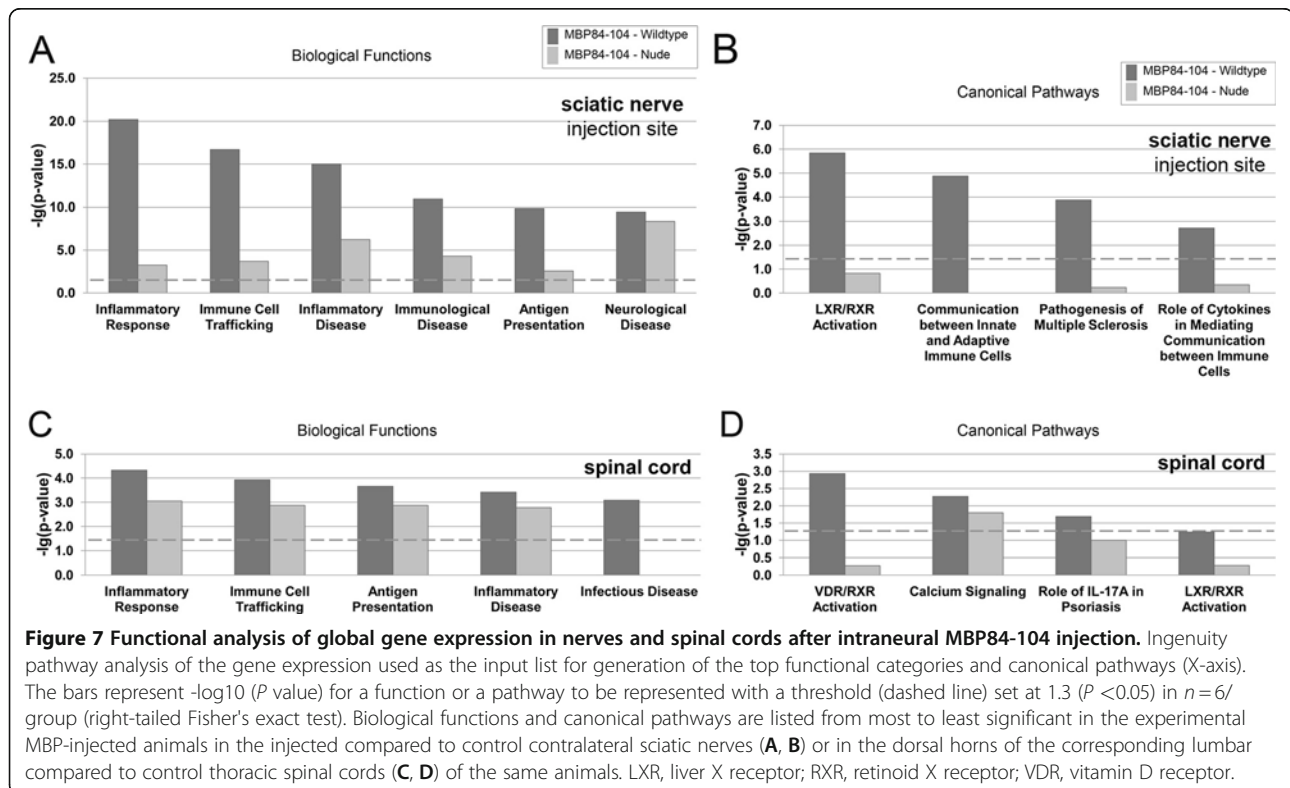 A
Biological Functions
MBP84-104 - Wildtype
MBP84-104 - Nude
sciatic nerve
injection site
-lg(p-value)
25.0
20.0
15.0
10.0
5.0
0.0
Inflammatory Response
Immune Cell Trafficking
Inflammatory Disease
Immunological Disease
Antigen Presentation
Neurological Disease
B
MBP84-104 - Wildtype
MBP84-104 - Nude
Canonical Pathways
sciatic nerve
injection site
-lg(p-value)
7.0
6.0
5.0
4.0
3.0
2.0
1.0
0.0
LXR/RXR Activation
Communication between Innate and Adaptive Immune Cells
Pathogenesis of Multiple Sclerosis
Role of Cytokines in Mediating Communication between Immune Cells
C
Biological Functions
spinal cord
-lg(p-value)
5.0
4.0
3.0
2.0
1.0
0.0
Inflammatory Response
Immune Cell Trafficking
Antigen Presentation
Inflammatory Disease
Infectious Disease
D
Canonical Pathways
spinal cord
-lg(p-value)
3.5
3.0
2.5
2.0
1.5
1.0
0.5
0.0
VDR/RXR Activation
Calcium Signaling
Role of IL-17A in Psoriasis
LXR/RXR Activation
Figure 7 Functional analysis of global gene expression in nerves and spinal cords after intraneural MBP84-104 injection. Ingenuity
pathway analysis of the gene expression used as the input list for generation of the top functional categories and canonical pathways (X-axis).
The bars represent -log10 (P value) for a function or a pathway to be represented with a threshold (dashed line) set at 1.3 (P <0.05) in n = 6/
group (right-tailed Fisher's exact test). Biological functions and canonical pathways are listed from most to least significant in the experimental
MBP-injected animals in the injected compared to control contralateral sciatic nerves (A, B) or in the dorsal horns of the corresponding lumbar
compared to control thoracic spinal cords (C, D) of the same animals. LXR, liver X receptor; RXR, retinoid X receptor; VDR, vitamin D receptor.